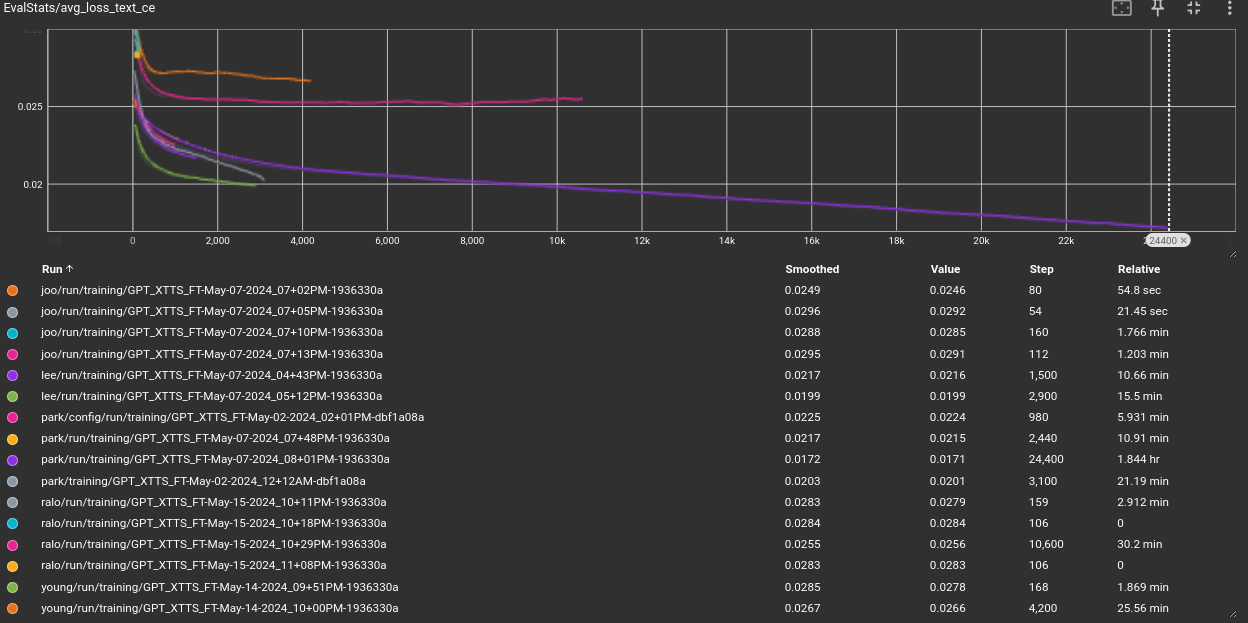 EvalStats/avg_loss_text_ce
0.025
0.02
0 2,000 4,000 6,000 8,000 10k 12k 14k 16k 18k 20k 22k 24400 ×
Run ↑ Smoothed Value Step Relative
joo/run/training/GPT_XTTS_FT-May-07-2024_07+02PM-1936330a 0.0249 0.0246 80 54.8 sec
joo/run/training/GPT_XTTS_FT-May-07-2024_07+05PM-1936330a 0.0296 0.0292 54 21.45 sec
joo/run/training/GPT_XTTS_FT-May-07-2024_07+10PM-1936330a 0.0288 0.0285 160 1.766 min
joo/run/training/GPT_XTTS_FT-May-07-2024_07+13PM-1936330a 0.0295 0.0291 112 1.203 min
lee/run/training/GPT_XTTS_FT-May-07-2024_04+43PM-1936330a 0.0217 0.0216 1,500 10.66 min
lee/run/training/GPT_XTTS_FT-May-07-2024_05+12PM-1936330a 0.0199 0.0199 2,900 15.5 min
park/config/run/training/GPT_XTTS_FT-May-02-2024_02+01PM-dbf1a08a 0.0225 0.0224 980 5.931 min
park/run/training/GPT_XTTS_FT-May-07-2024_07+48PM-1936330a 0.0217 0.0215 2,440 10.91 min
park/run/training/GPT_XTTS_FT-May-07-2024_08+01PM-1936330a 0.0172 0.0171 24,400 1.844 hr
park/run/training/GPT_XTTS_FT-May-02-2024_12+12AM-dbf1a08a 0.0203 0.0201 3,100 21.19 min
ralo/run/training/GPT_XTTS_FT-May-15-2024_10+11PM-1936330a 0.0283 0.0279 159 2.912 min
ralo/run/training/GPT_XTTS_FT-May-15-2024_10+18PM-1936330a 0.0284 0.0284 106 0
ralo/run/training/GPT_XTTS_FT-May-15-2024_10+29PM-1936330a 0.0255 0.0256 10,600 30.2 min
ralo/run/training/GPT_XTTS_FT-May-15-2024_11+08PM-1936330a 0.0283 0.0283 106 0
young/run/training/GPT_XTTS_FT-May-14-2024_09+51PM-1936330a 0.0285 0.0278 168 1.869 min
young/run/training/GPT_XTTS_FT-May-14-2024_10+00PM-1936330a 0.0267 0.0266 4,200 25.56 min